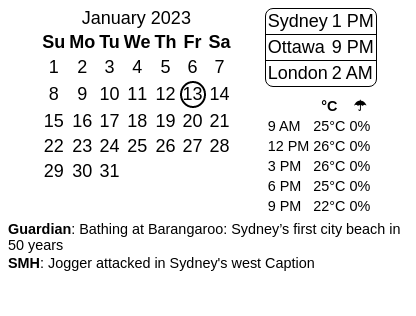 January 2023
Su Mo Tu We Th Fr Sa
1 2 3 4 5 6 7
8 9 10 11 12 13 14
15 16 17 18 19 20 21
22 23 24 25 26 27 28
29 30 31
Sydney 1 PM
Ottawa 9 PM
London 2 AM
°C ☂
9 AM 25°C 0%
12 PM 26°C 0%
3 PM 26°C 0%
6 PM 25°C 0%
9 PM 22°C 0%
Guardian: Bathing at Barangaroo: Sydney’s first city beach in
50 years
SMH: Jogger attacked in Sydney's west Caption